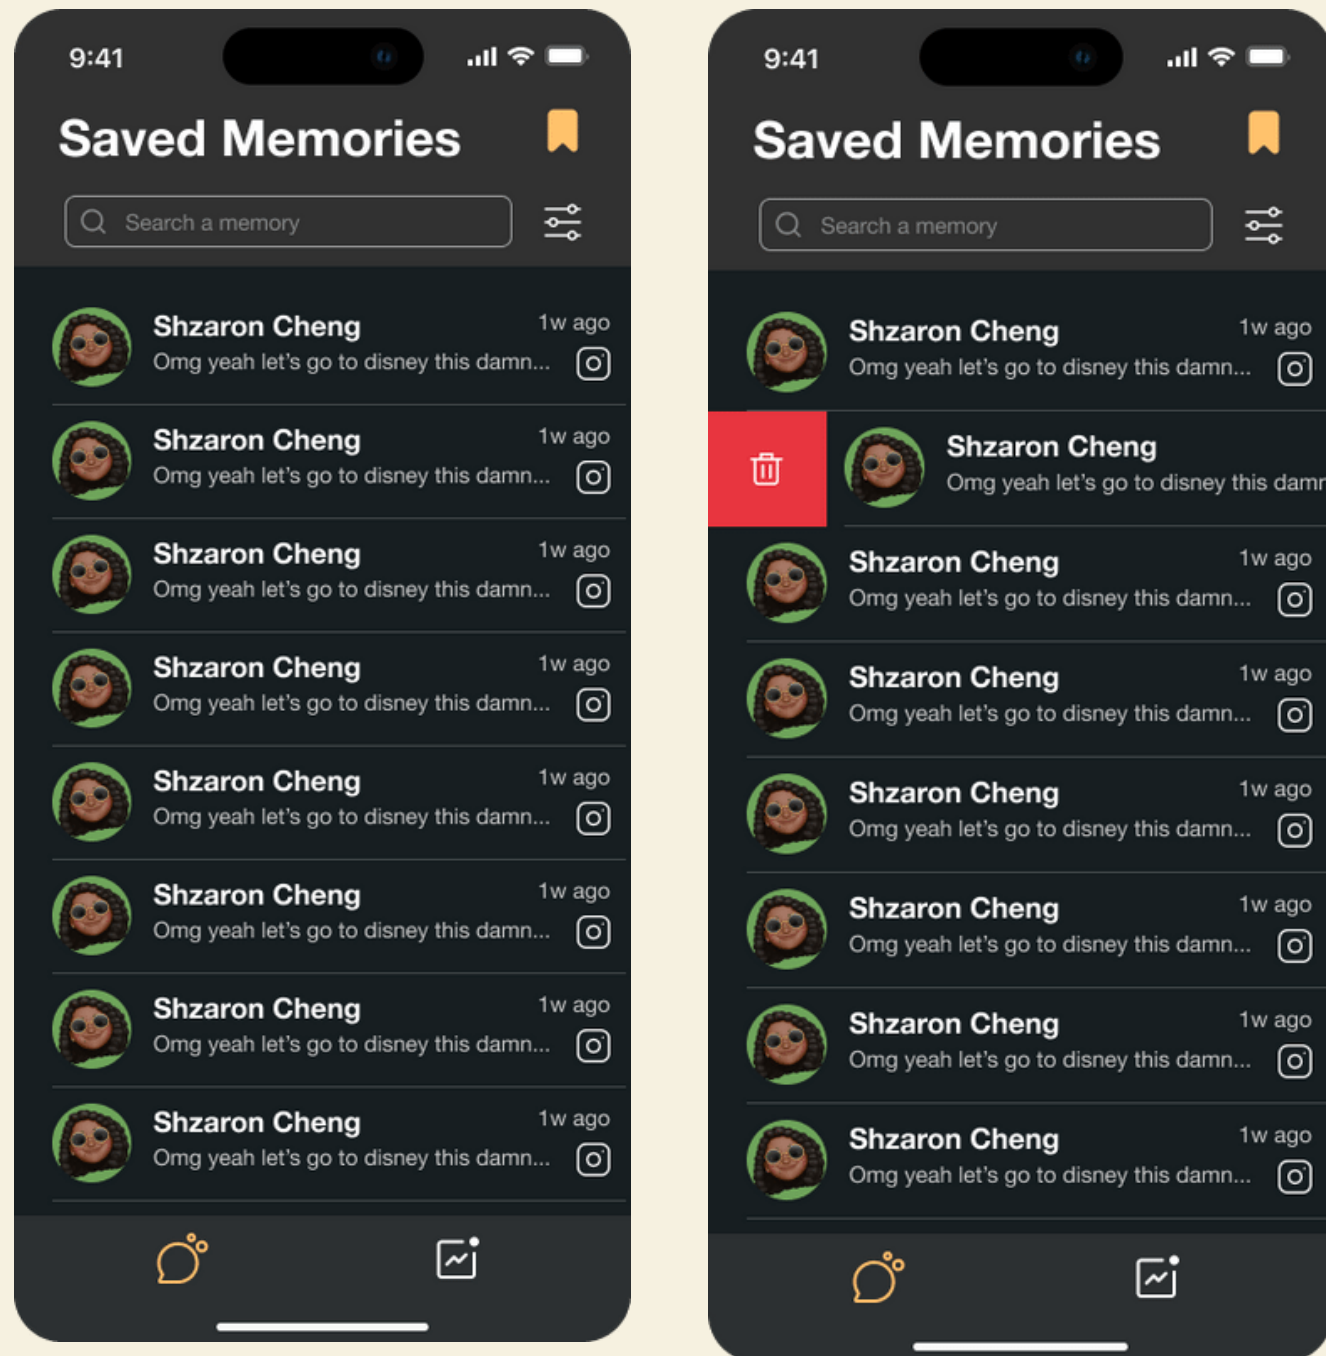 9:41
Saved Memories
Search a memory
Shzaron Cheng 1w ago
Omg yeah let's go to disney this damn...
Shzaron Cheng 1w ago
Omg yeah let's go to disney this damn...
Shzaron Cheng 1w ago
Omg yeah let's go to disney this damn...
Shzaron Cheng 1w ago
Omg yeah let's go to disney this damn...
Shzaron Cheng 1w ago
Omg yeah let's go to disney this damn...
Shzaron Cheng 1w ago
Omg yeah let's go to disney this damn...
Shzaron Cheng 1w ago
Omg yeah let's go to disney this damn...
Shzaron Cheng 1w ago
Omg yeah let's go to disney this damn...
9:41
Saved Memories
Search a memory
Shzaron Cheng 1w ago
Omg yeah let's go to disney this damn...
Shzaron Cheng
Omg yeah let's go to disney this damn
Shzaron Cheng 1w ago
Omg yeah let's go to disney this damn...
Shzaron Cheng 1w ago
Omg yeah let's go to disney this damn...
Shzaron Cheng 1w ago
Omg yeah let's go to disney this damn...
Shzaron Cheng 1w ago
Omg yeah let's go to disney this damn...
Shzaron Cheng 1w ago
Omg yeah let's go to disney this damn...
Shzaron Cheng 1w ago
Omg yeah let's go to disney this damn...